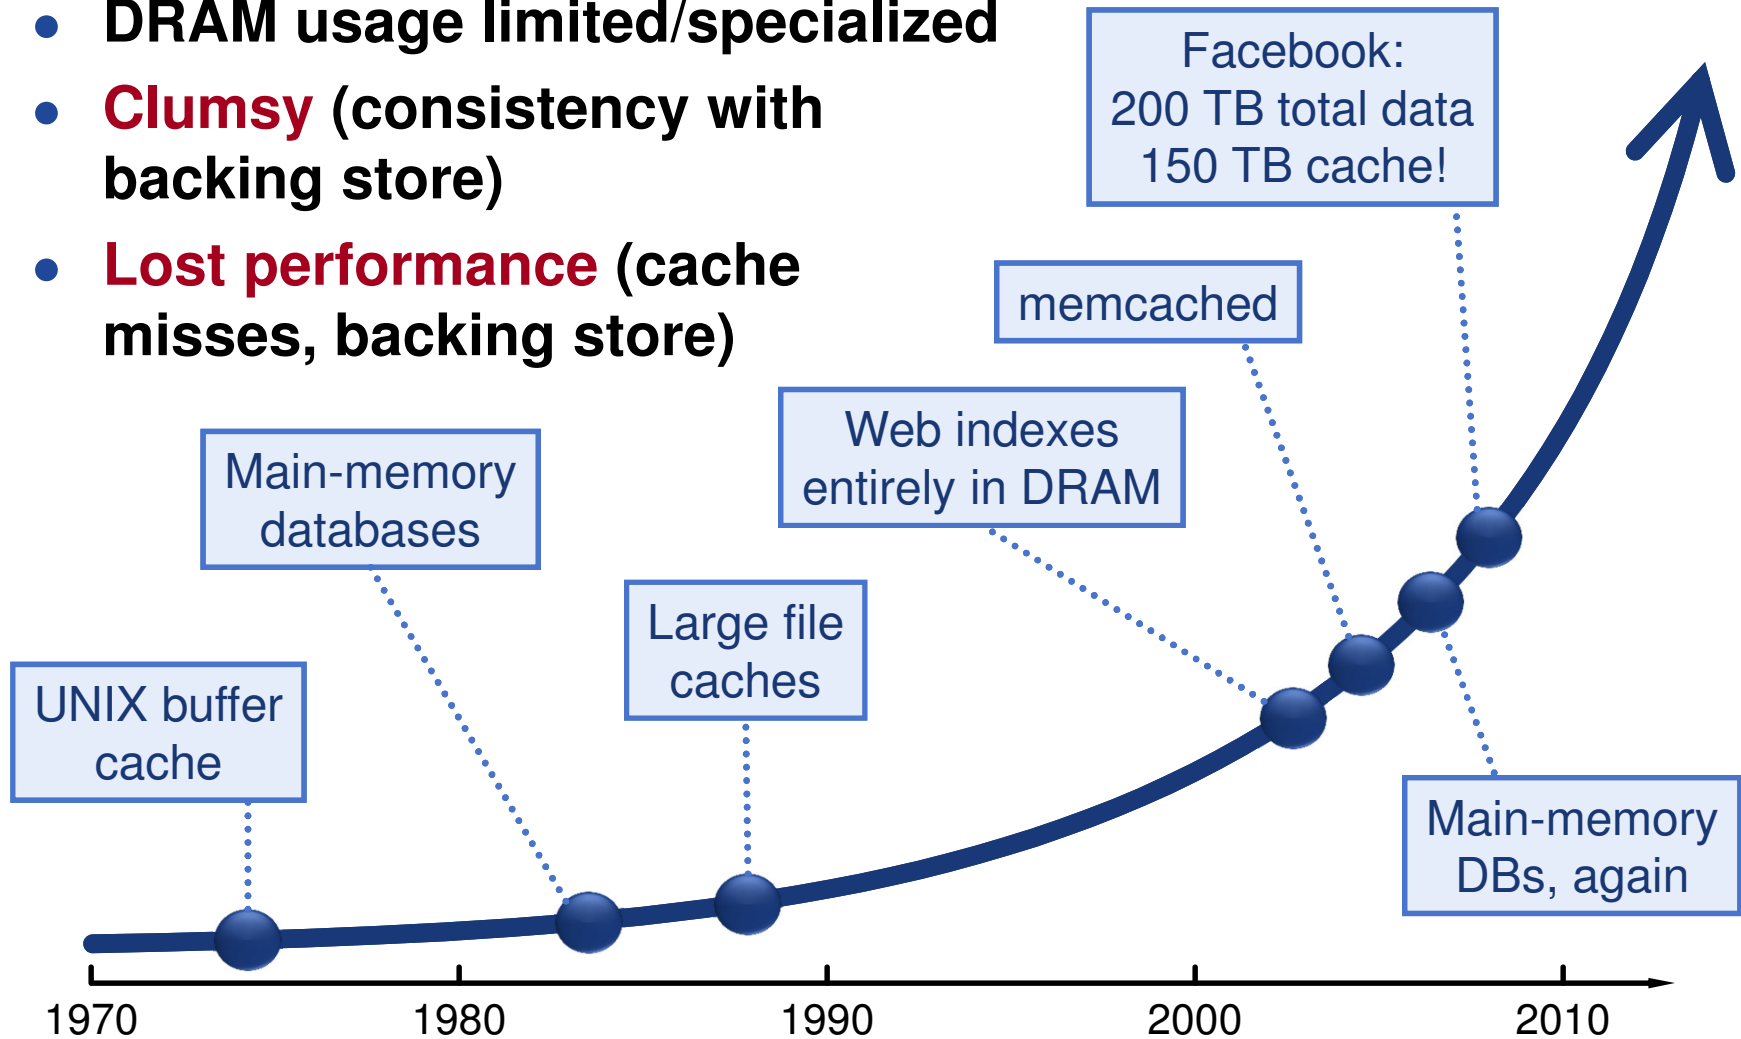 DRAM usage limited/specialized
Clumsy (consistency with
backing store)
Lost performance (cache
misses, backing store)
Facebook:
200 TB total data
150 TB cache!
memcached
Web indexes
entirely in DRAM
Main-memory
databases
Large file
caches
UNIX buffer
cache
Main-memory
DBs, again
1970
1980
1990
2000
2010